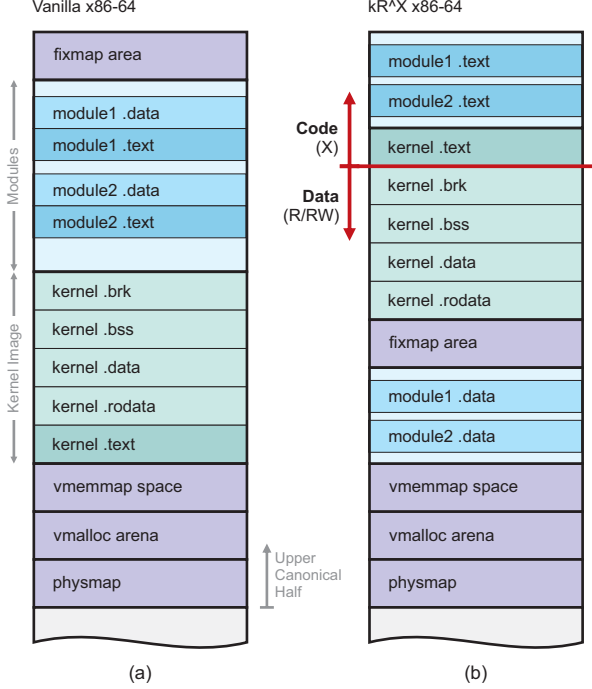 Vanilla x86-64
fixmap area
Modules
module1 .data
module1 .text
module2 .data
module2 .text
Kernel Image
kernel .brk
kernel .bss
kernel .data
kernel .rodata
kernel .text
vmemmap space
vmalloc arena
physmap
Upper
Canonical
Half
(a)
kR^X x86-64
module1 .text
module2 .text
Code
(X)
kernel .text
Data
(R/RW)
kernel .brk
kernel .bss
kernel .data
kernel .rodata
fixmap area
module1 .data
module2 .data
vmemmap space
vmalloc arena
physmap
(b)